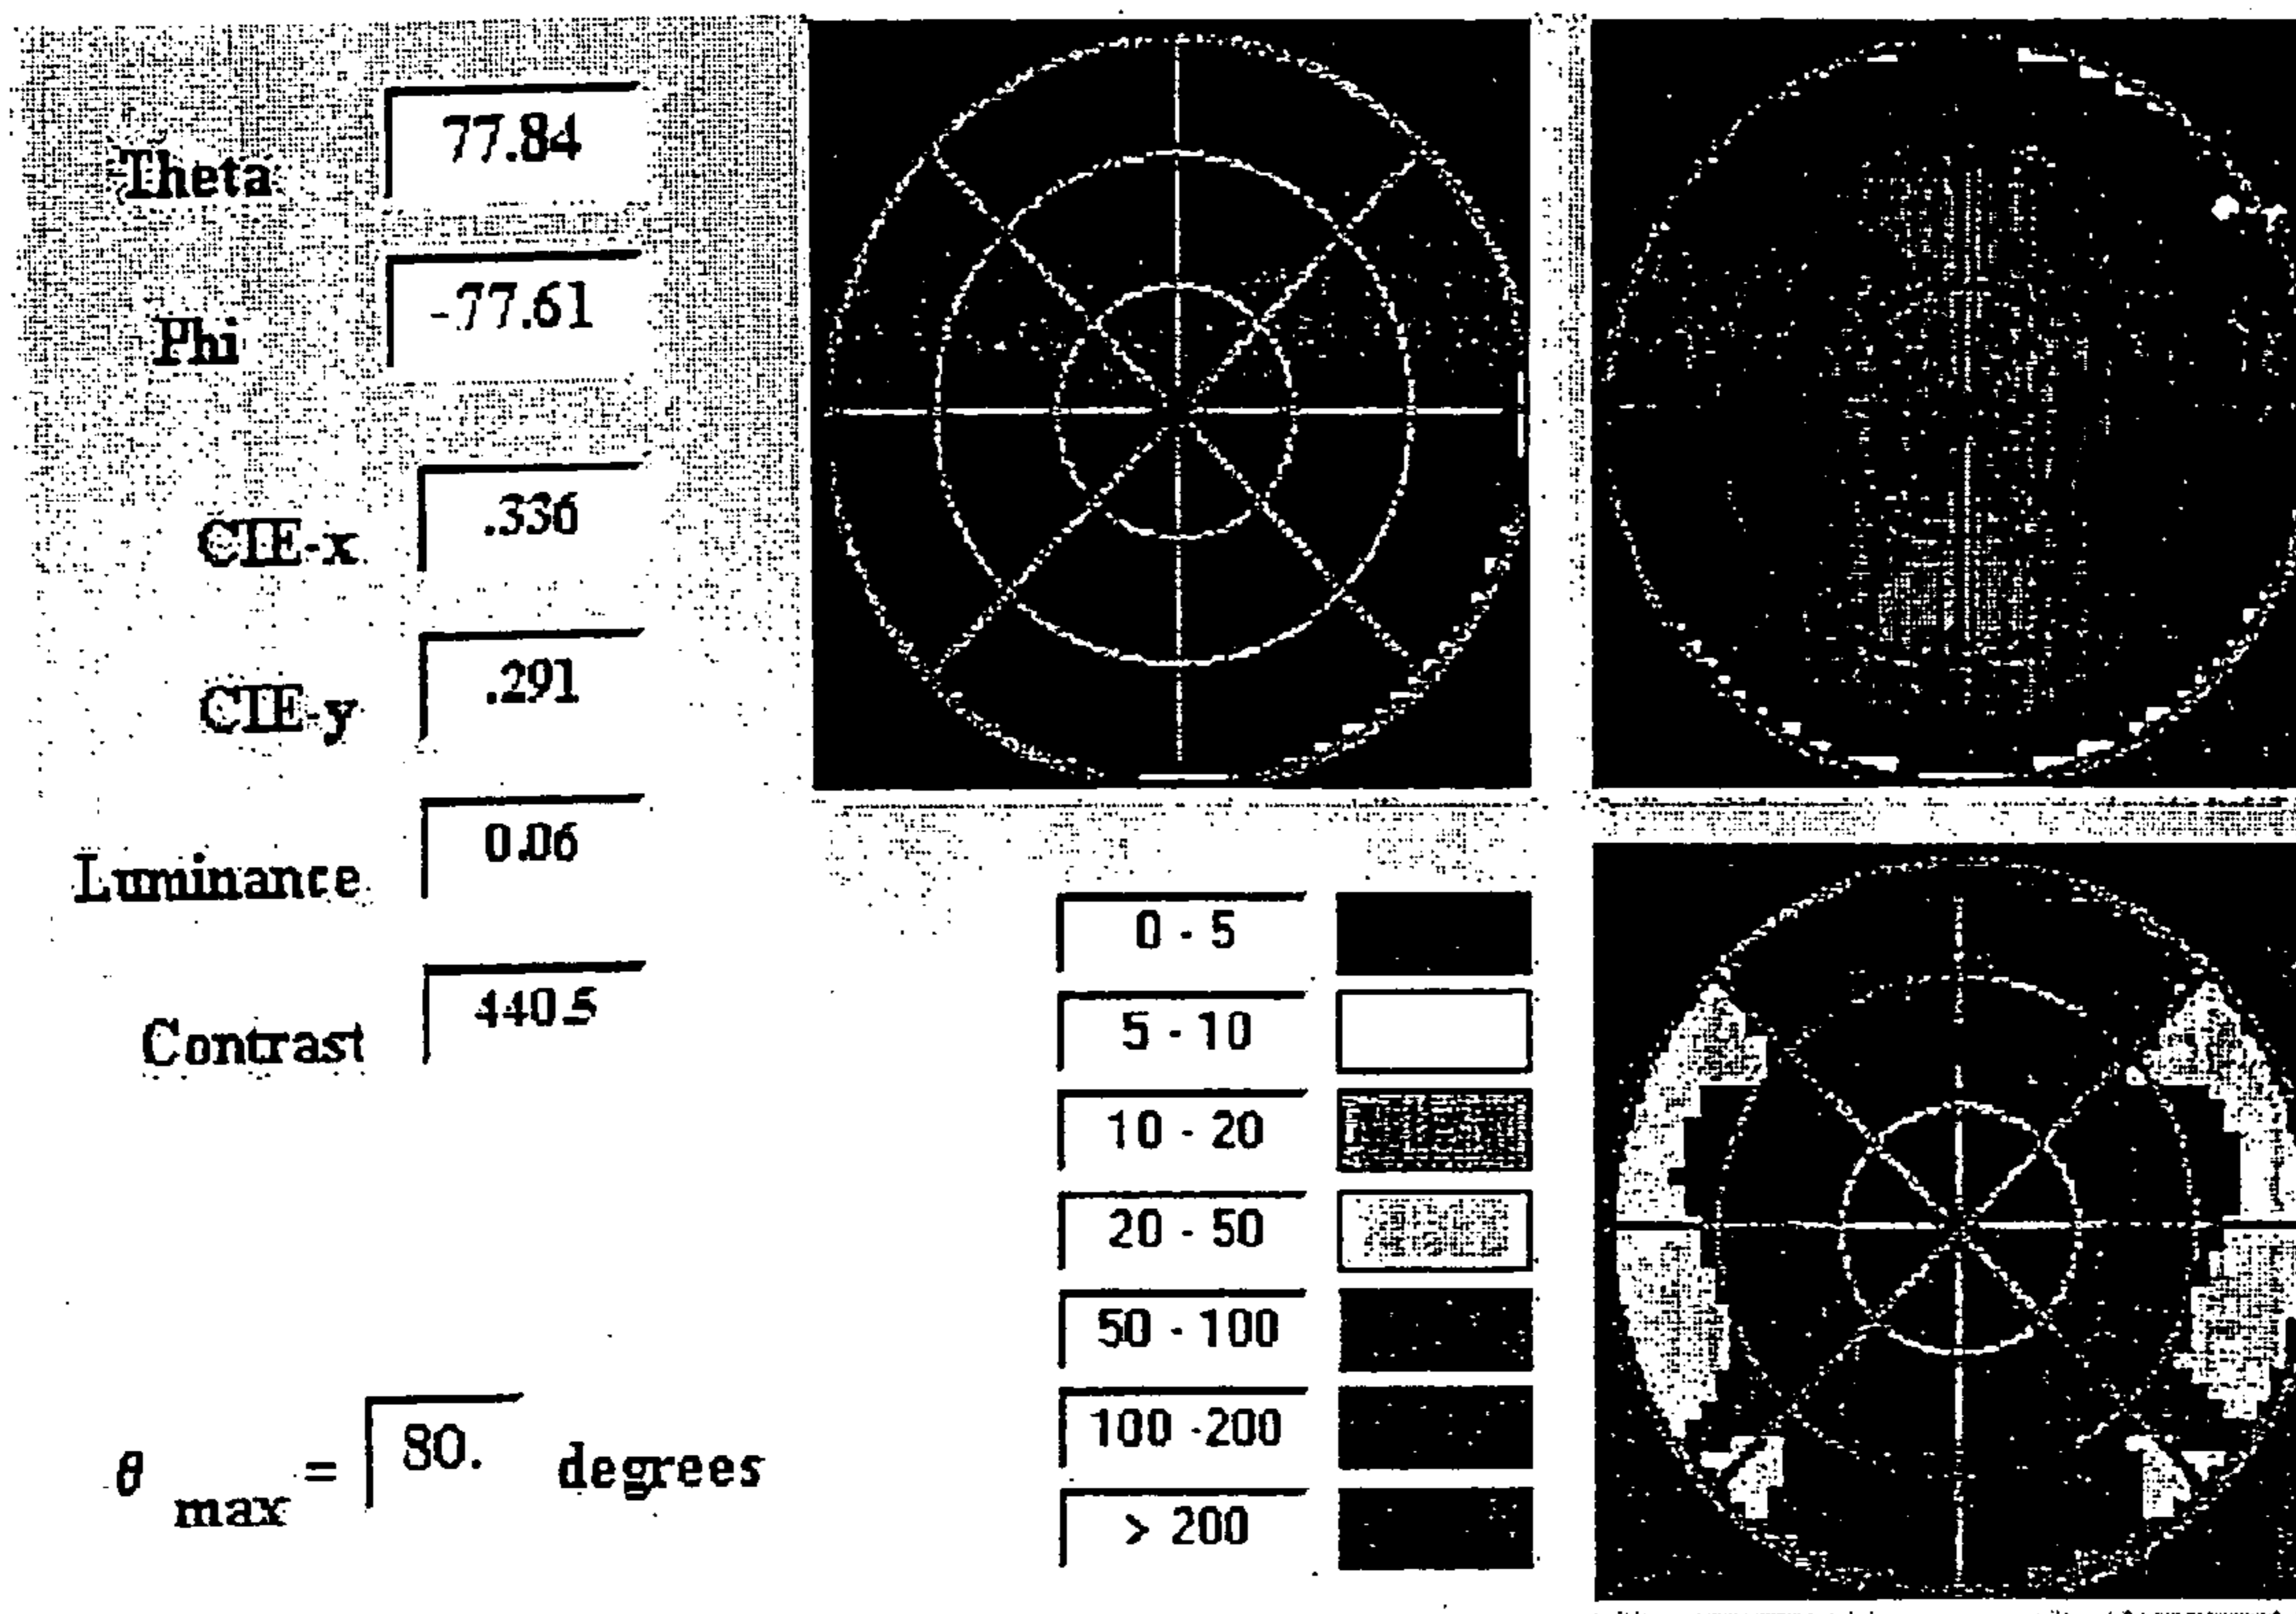 Theta 77.84
Phi -77.61
CIE-x .336
CIE-y .291
Luminance 0.06
Contrast 440.5
θ max = 80. degrees
0 - 5
5 - 10
10 - 20
20 - 50
50 - 100
100 -200
> 200